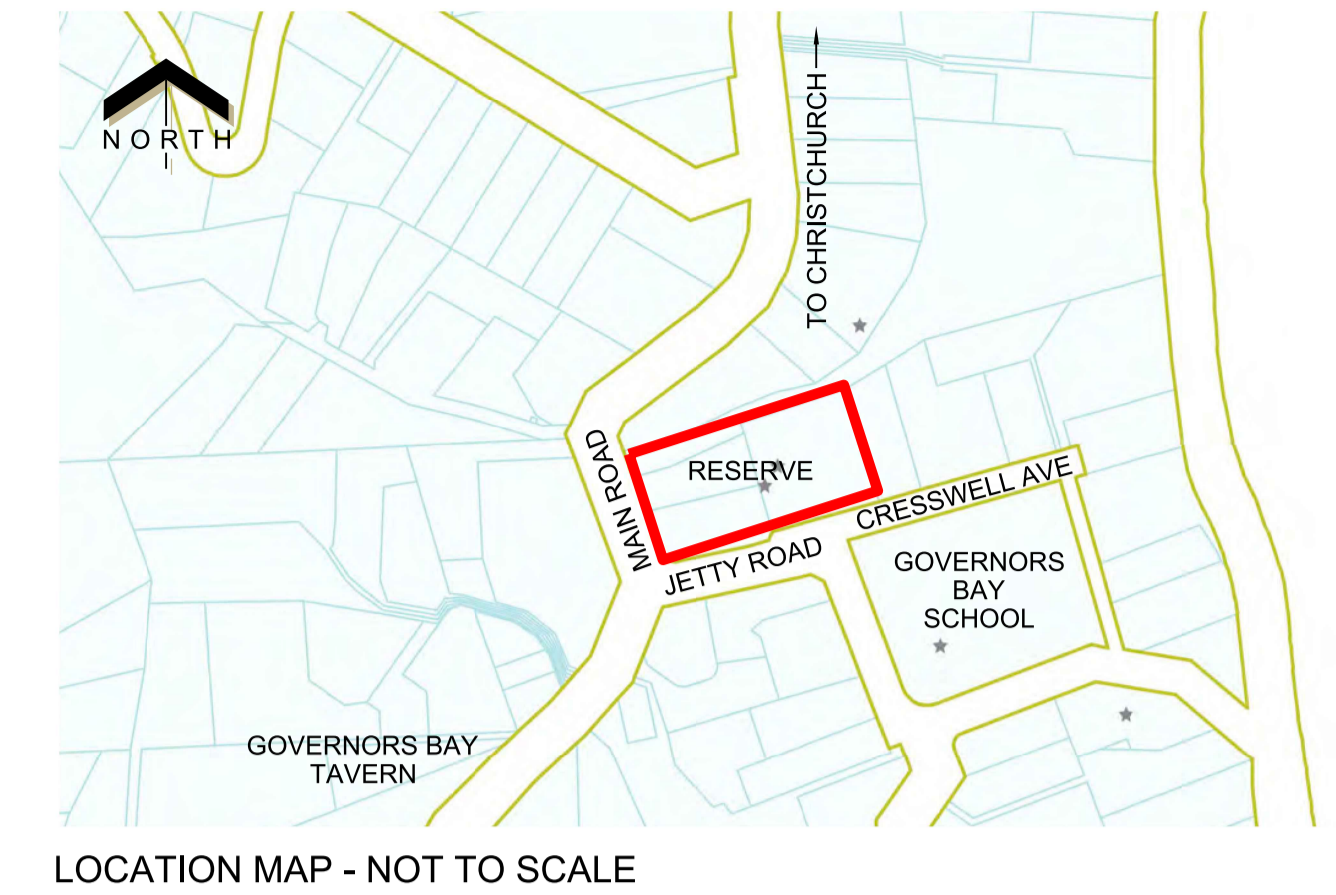 NORTH
TO CHRISTCHURCH
MAIN ROAD
RESERVE
CRESSWELL AVE
JETTY ROAD
GOVERNORS
BAY
SCHOOL
GOVERNORS BAY
TAVERN
LOCATION MAP - NOT TO SCALE